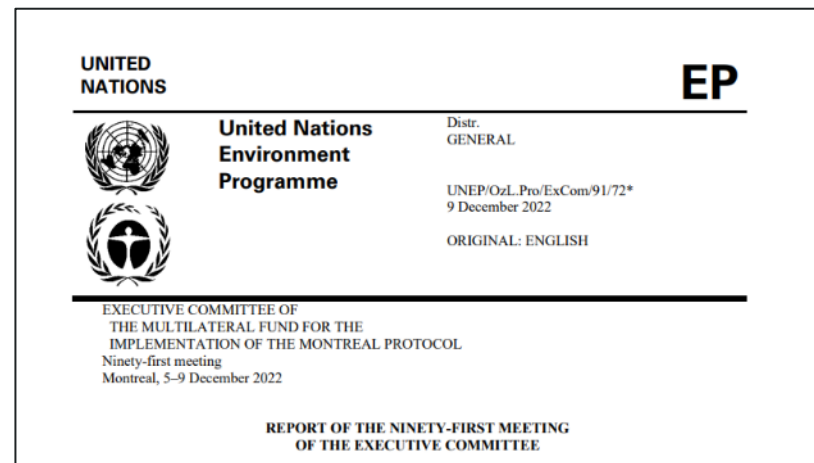 UNITED
NATIONS
EP
United Nations
Environment
Programme
Distr.
GENERAL
UNEP/OzL.Pro/ExCom/91/72*
9 December 2022
ORIGINAL: ENGLISH
EXECUTIVE COMMITTEE OF
THE MULTILATERAL FUND FOR THE
IMPLEMENTATION OF THE MONTREAL PROTOCOL
Ninety-first meeting
Montreal, 5–9 December 2022
REPORT OF THE NINETY-FIRST MEETING
OF THE EXECUTIVE COMMITTEE